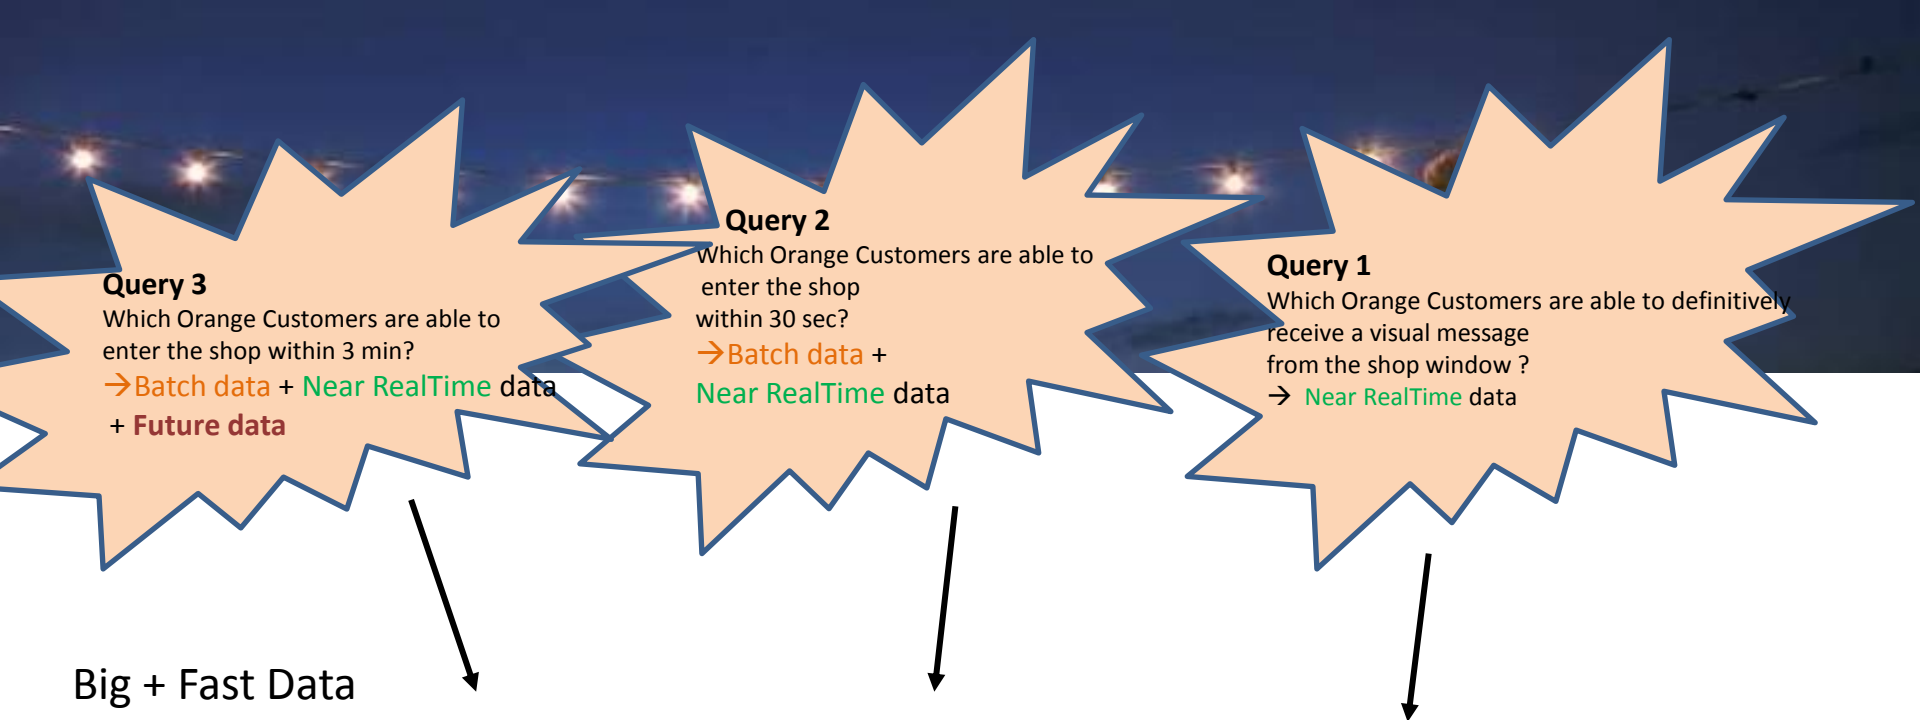 Query 3
Which Orange Customers are able to
enter the shop within 3 min?
→Batch data + Near RealTime data
+ Future data
Query 2
Which Orange Customers are able to
enter the shop
within 30 sec?
→Batch data +
Near RealTime data
Query 1
Which Orange Customers are able to definitively
receive a visual message
from the shop window ?
→ Near RealTime data
Big + Fast Data